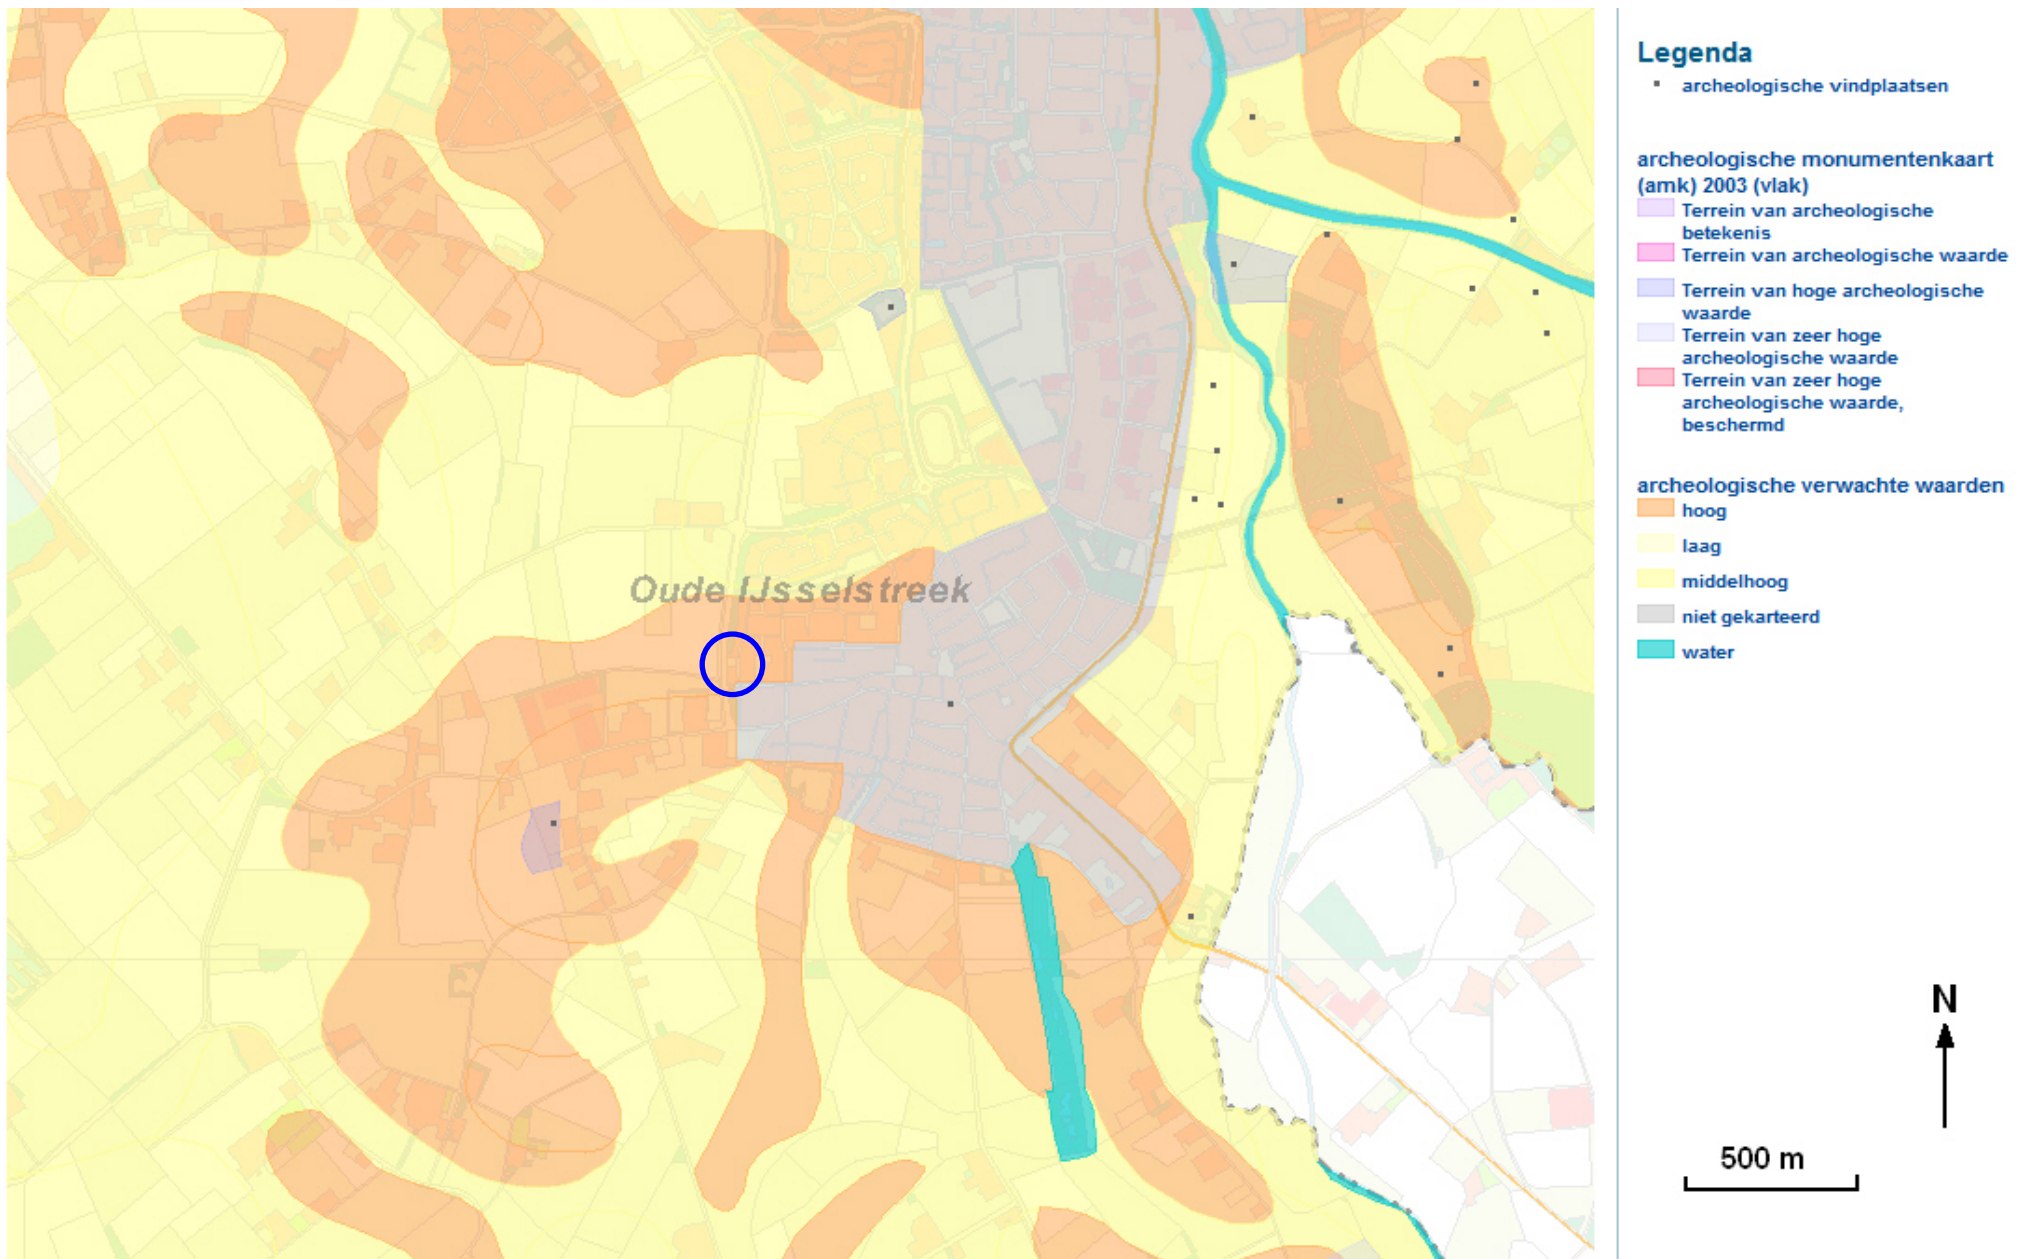 Oude IJsselstreek
Legenda
archeologische vindplaatsen
archeologische monumentenkaart
(amk) 2003 (vlak)
Terrein van archeologische
betekenis
Terrein van archeologische waarde
Terrein van hoge archeologische
waarde
Terrein van zeer hoge
archeologische waarde
Terrein van zeer hoge
archeologische waarde,
beschermd
archeologische verwachte waarden
hoog
laag
middelhoog
niet gekarteerd
water
N
500 m